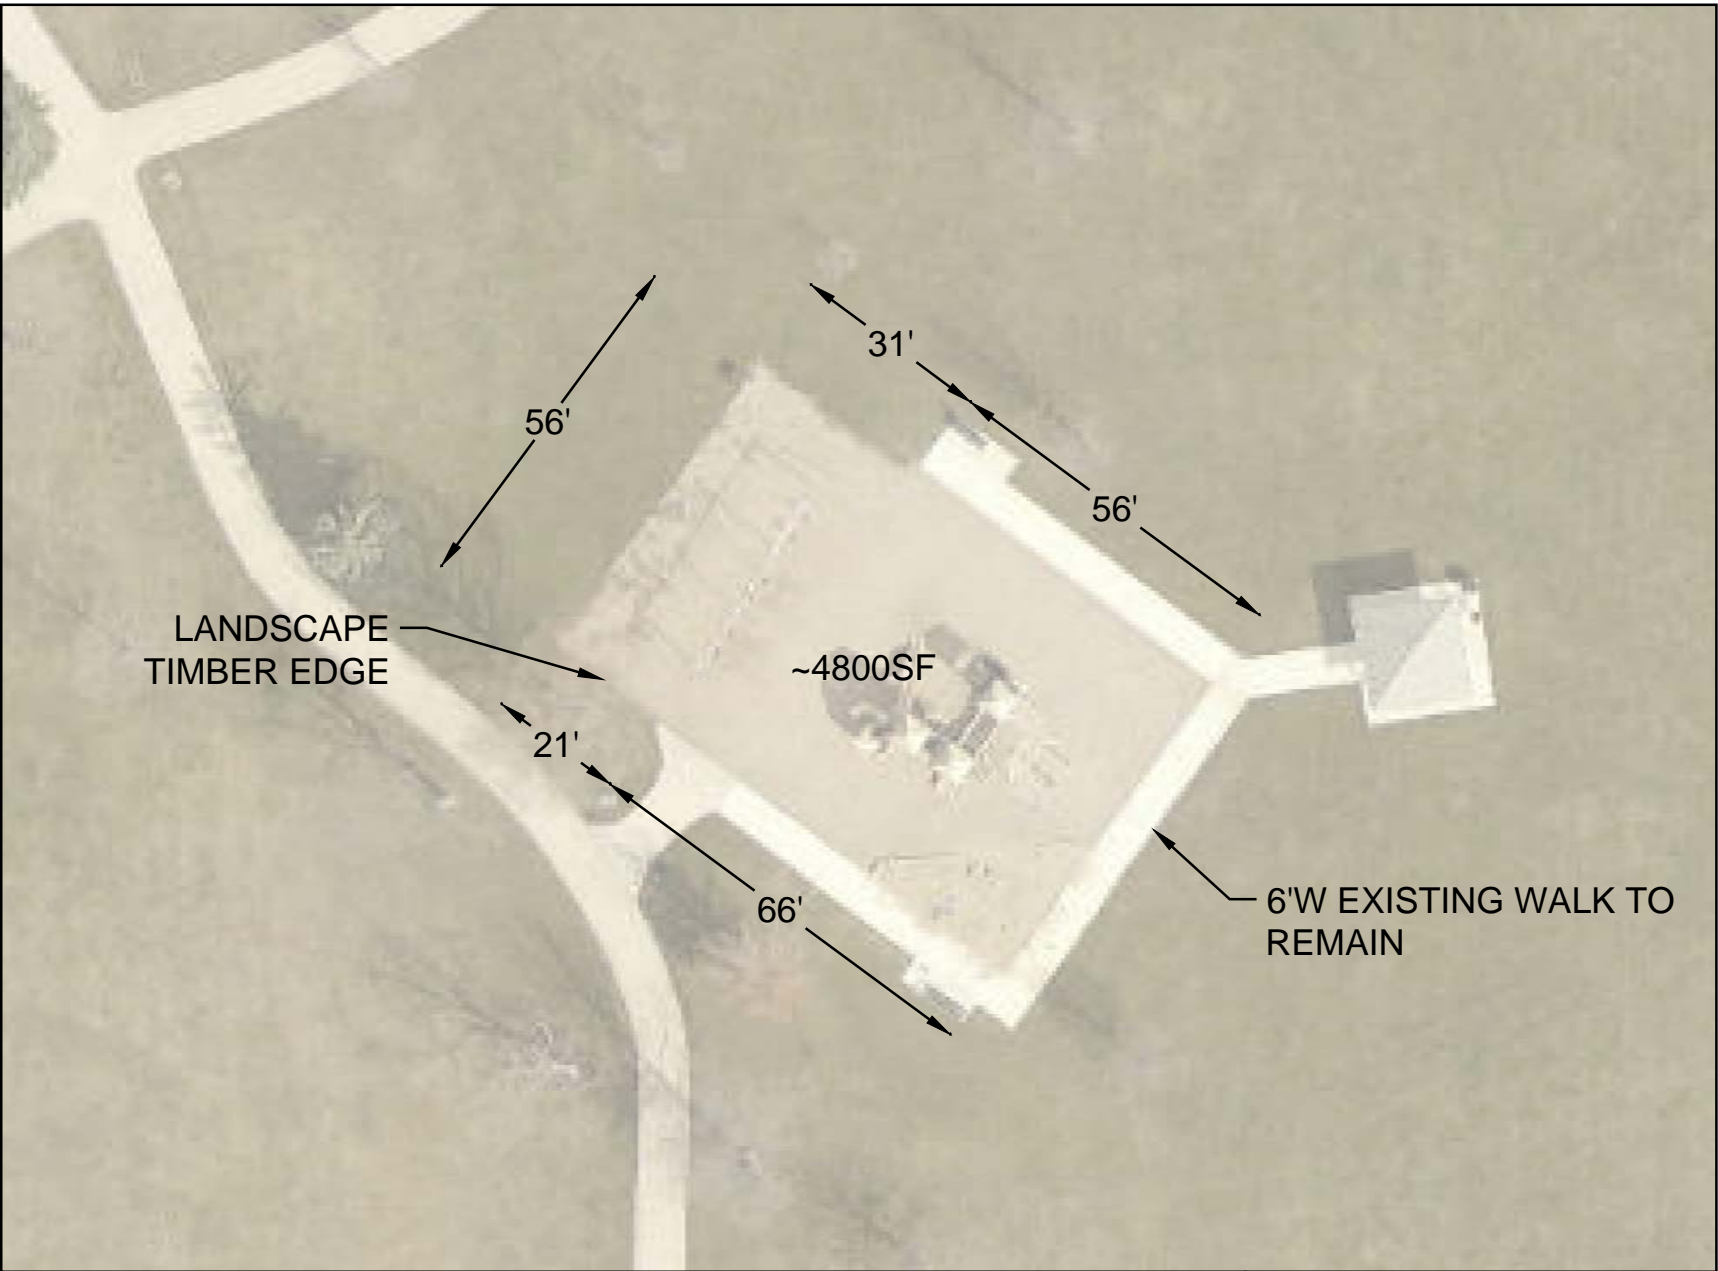 31'
56'
56'
LANDSCAPE
TIMBER EDGE
~4800SF
21'
66'
6'W EXISTING WALK TO
REMAIN